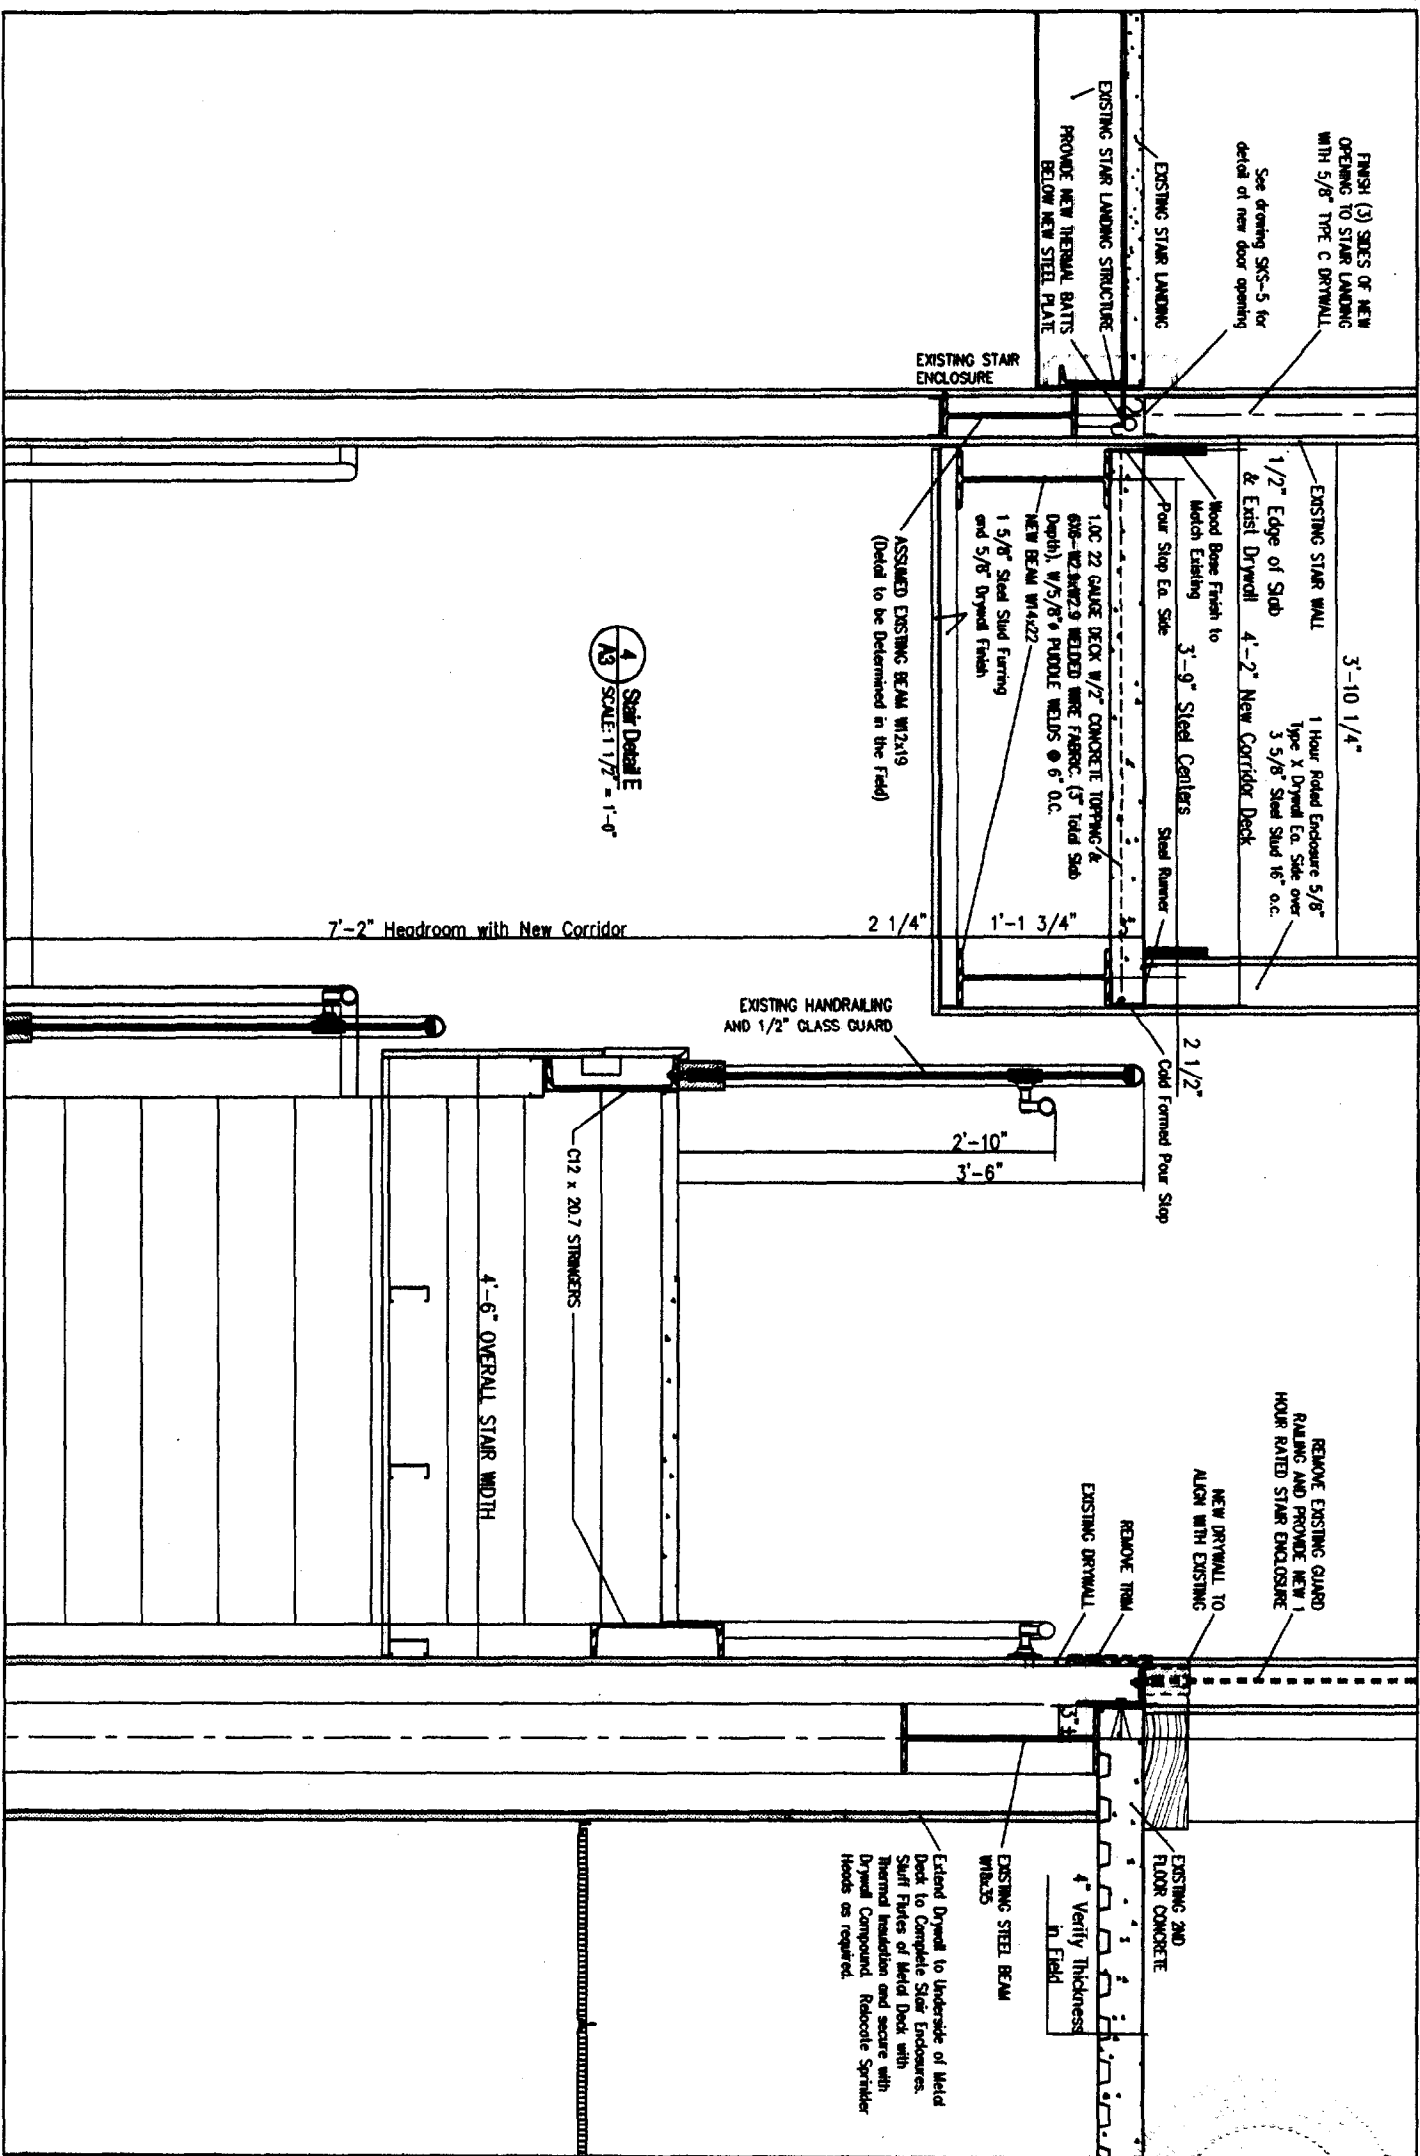 FINISH (3) SIDES OF NEW
OPENING TO STAIR LANDING
WITH 5/8" TYPE C DRYWALL
See drawing SKS-5 for
detail at new door opening
EXISTING STAIR LANDING
EXISTING STAIR LANDING STRUCTURE
PROVIDE NEW THERMAL BATTS
BELOW NEW STEEL PLATE
EXISTING STAIR
ENCLOSURE
3'-10 1/4"
EXISTING STAIR WALL
1 Hour Rated Enclosure 5/8"
Type X Drywall Ea. Side over
3 5/8" Steel Stud 16" o.c.
1/2" Edge of Slab
& Exist Drywall
4'-2" New Corridor Deck
Wood Base Finish to
Match Existing
3'-9" Steel Centers
Pour Stop Ea. Side
Steel Runner
1.0C 22 GAUGE DECK W/2" CONCRETE TOPPING &
6X6-W2.9xW2.9 WELDED WIRE FABRIC. (3" Total Slab
Depth). W/5/8"ø PUDDLE WELDS @ 6" O.C.
NEW BEAM W14x22
1 5/8" Steel Stud Furring
and 5/8" Drywall Finish
ASSUMED EXISTING BEAM W12x19
(Detail to be Determined in the Field)
7'-2" Headroom with New Corridor
2 1/4"
1'-1 3/4"
2 1/2"
Cold Formed Pour Stop
EXISTING HANDRAILING
AND 1/2" GLASS GUARD
2'-10"
3'-6"
C12 x 20.7 STRINGERS
4'-6" OVERALL STAIR WIDTH
REMOVE EXISTING GUARD
RAILING AND PROVIDE NEW 1
HOUR RATED STAIR ENCLOSURE
NEW DRYWALL TO
ALIGN WITH EXISTING
REMOVE TRIM
EXISTING DRYWALL
3" ±
EXISTING 2ND
FLOOR CONCRETE
4" Verify Thickness
in Field
EXISTING STEEL BEAM
W18x35
Extend Drywall to Underside of Metal
Deck to Complete Stair Enclosures.
Stuff Flutes of Metal Deck with
Thermal Insulation and secure with
Drywall Compound. Relocate Sprinkler
Heads as required.
4
A3
Stair Detail E
SCALE: 1 1/2" = 1'-0"